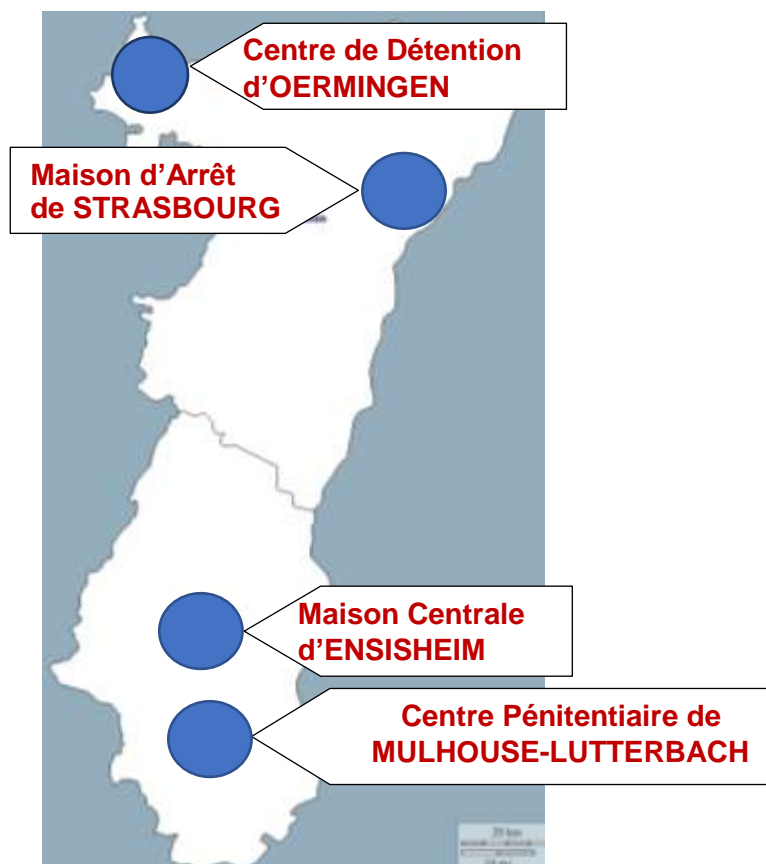 Centre de Détention
d'OERMINGEN
Maison d'Arrêt
de STRASBOURG
Maison Centrale
d'ENSISHEIM
Centre Pénitentiaire de
MULHOUSE-LUTTERBACH
20 km